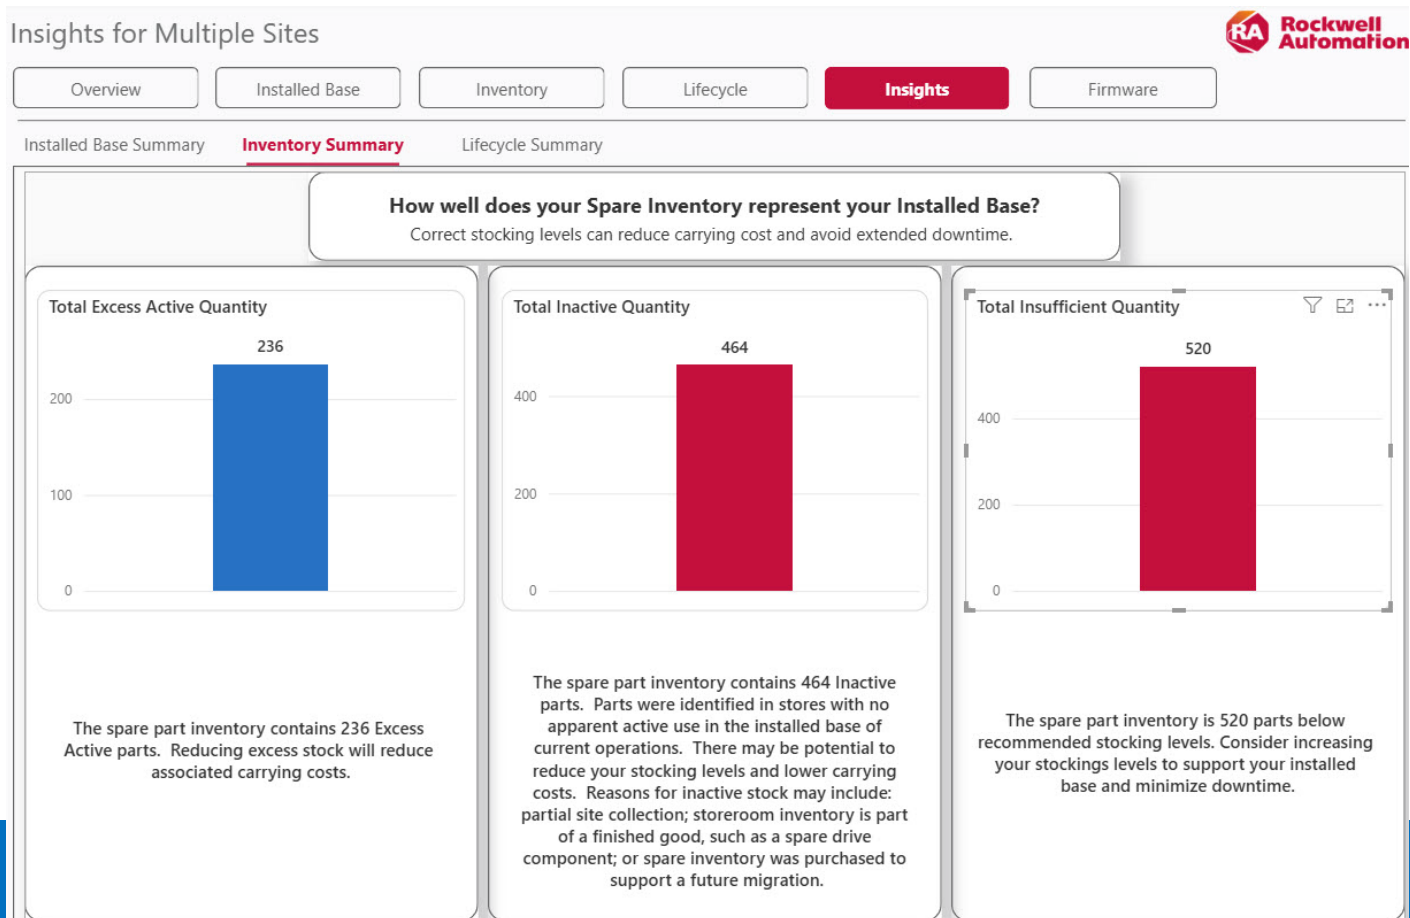 Insights for Multiple Sites
RA
Rockwell
Automation
Overview
Installed Base
Inventory
Lifecycle
Insights
Firmware
Installed Base Summary
Inventory Summary
Lifecycle Summary
How well does your Spare Inventory represent your Installed Base?
Correct stocking levels can reduce carrying cost and avoid extended downtime.
Total Excess Active Quantity
236
200
100
0
The spare part inventory contains 236 Excess
Active parts.  Reducing excess stock will reduce
associated carrying costs.
Total Inactive Quantity
464
400
200
0
The spare part inventory contains 464 Inactive
parts.  Parts were identified in stores with no
apparent active use in the installed base of
current operations.  There may be potential to
reduce your stocking levels and lower carrying
costs.  Reasons for inactive stock may include:
partial site collection; storeroom inventory is part
of a finished good, such as a spare drive
component; or spare inventory was purchased to
support a future migration.
Total Insufficient Quantity
520
400
200
0
The spare part inventory is 520 parts below
recommended stocking levels. Consider increasing
your stockings levels to support your installed
base and minimize downtime.